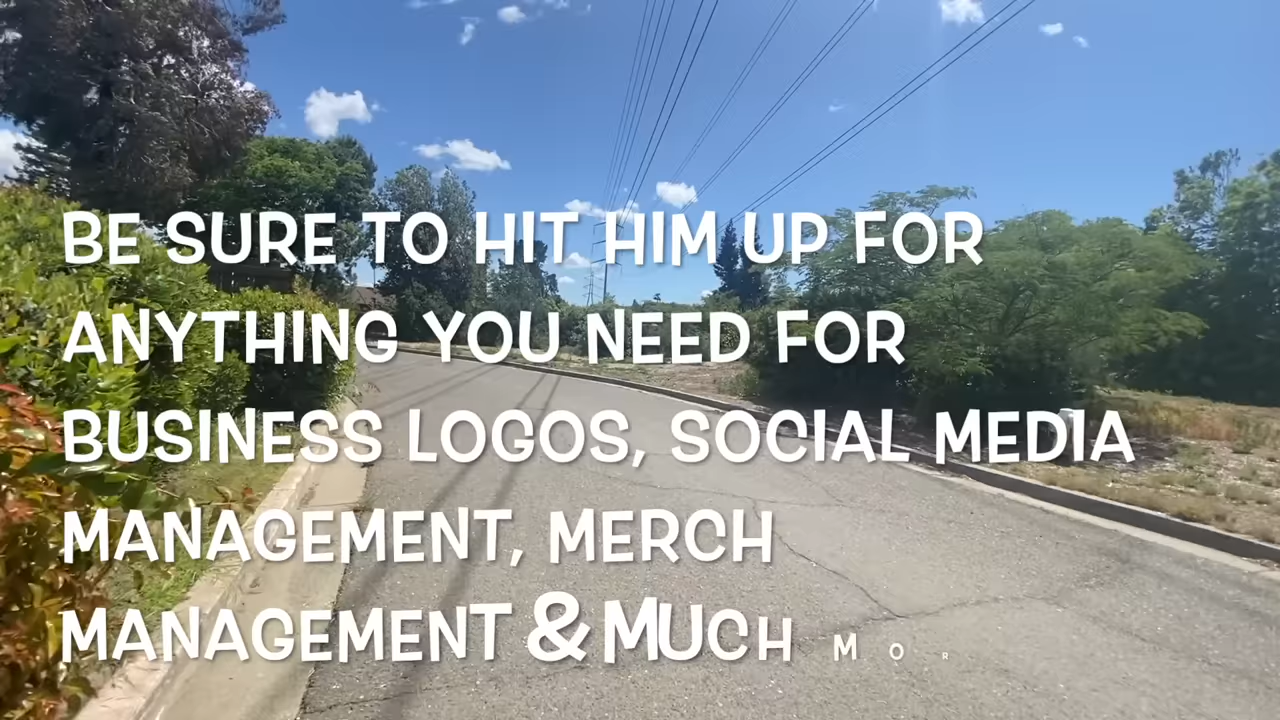 BE SURE TO HIT HIM UP FOR
ANYTHING YOU NEED FOR
BUSINESS LOGOS, SOCIAL MEDIA
MANAGEMENT, MERCH
MANAGEMENT & MUCH MOR